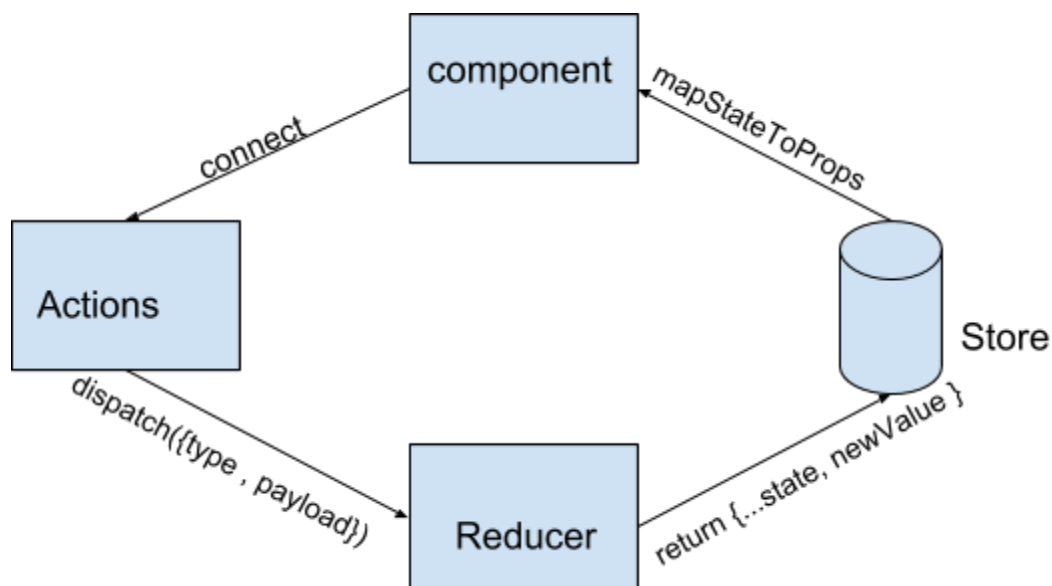 component
mapStateToProps
connect
Actions
Store
dispatch({type , payload})
return {...state, newValue }
Reducer